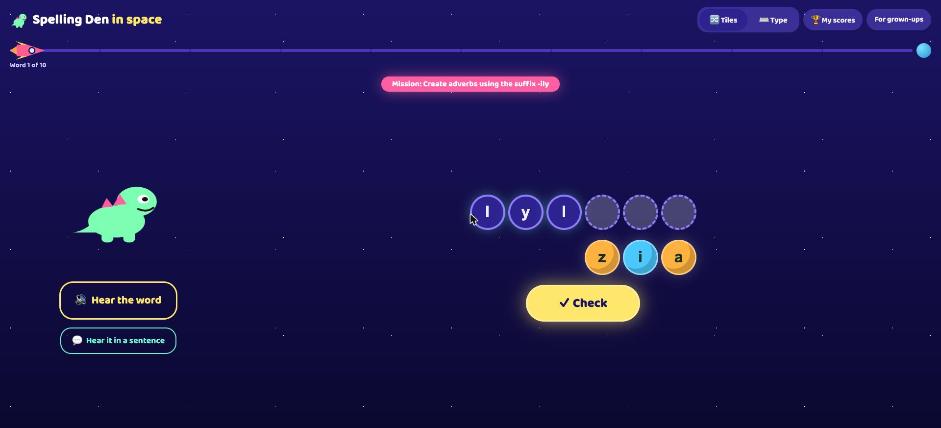 Spelling Den in space
Tiles
Type
My scores
For grown-ups
Word 1 of 10
Mission: Create adverbs using the suffix -ily
l y l
z i a
Hear the word
✓ Check
Hear it in a sentence